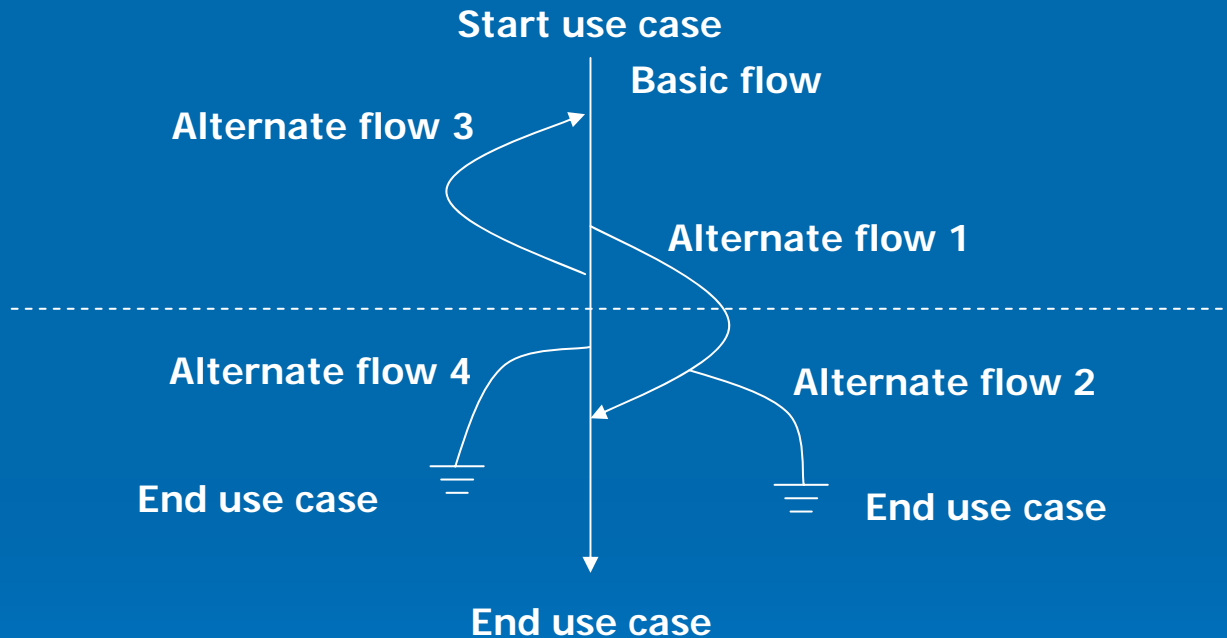 Start use case
Basic flow
Alternate flow 3
Alternate flow 1
Alternate flow 4
Alternate flow 2
End use case
End use case
End use case